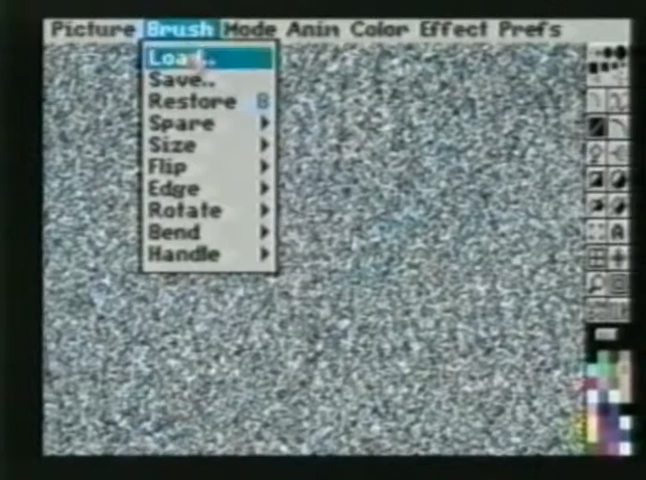 Picture Brush Mode Anim Color Effect Prefs
Load..
Save..
Restore B
Spare
Size
Flip
Edge
Rotate
Bend
Handle
A